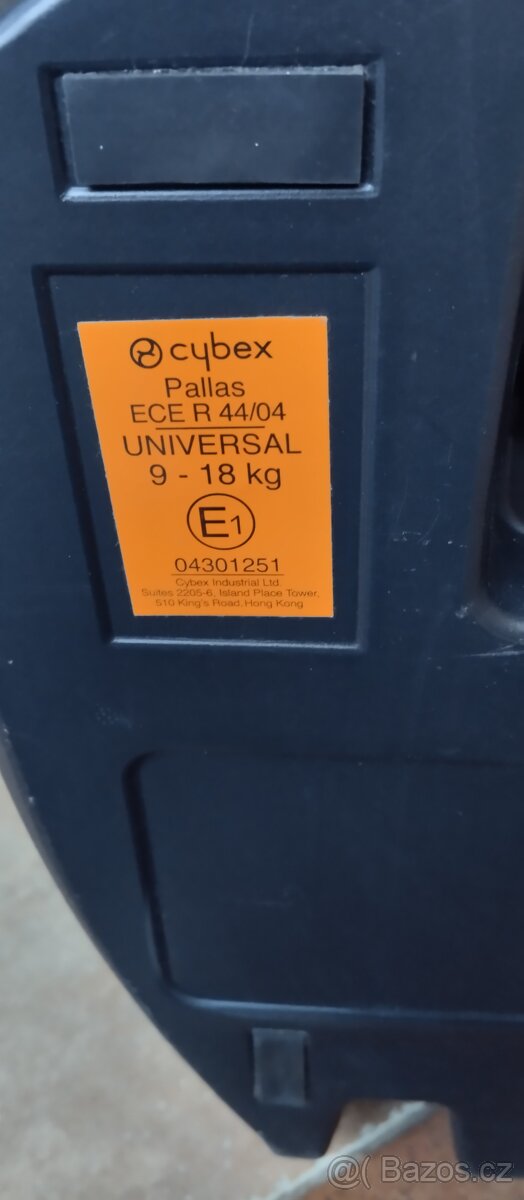 cybex
Pallas
ECE R 44/04
UNIVERSAL
9 - 18 kg
E1
04301251
Cybex Industrial Ltd.
Suites 2205-6, Island Place Tower,
510 King's Road, Hong Kong
@( Bazos.cz